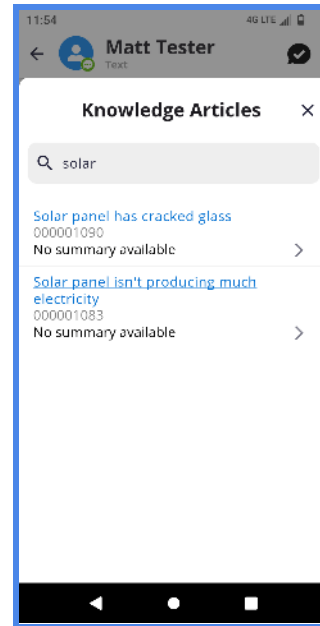 11:54
4G LTE
Matt Tester
Text
Knowledge Articles
solar
Solar panel has cracked glass
000001090
No summary available
Solar panel isn't producing much
electricity
000001083
No summary available